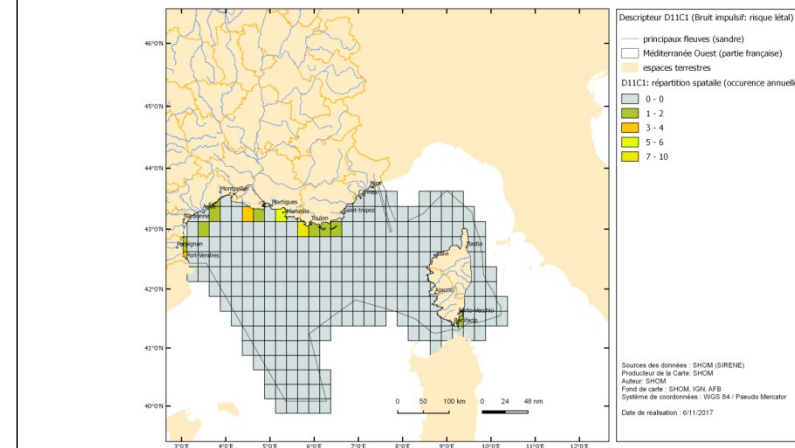 Descripteur D11C1 (Bruit impulsif: risque létal)
principaux fleuves (sandre)
Méditerranée Ouest (partie française)
espaces terrestres
D11C1: répartition spatiale (occurence annuelle
0 - 0
1 - 2
3 - 4
5 - 6
7 - 10
46°0'N
45°0'N
44°0'N
43°0'N
42°0'N
41°0'N
40°0'N
Montpellier
Martigues
Marseille
Toulon
Saint-tropez
Cannes
Nice
Agde
Narbonne
Perpignan
Port-Vendres
Bastia
Calvi
Ajaccio
Porto-Vecchio
Bonifacio
0 50 100 km
0 24 48 nm
3°0'E 4°0'E 5°0'E 6°0'E 7°0'E 8°0'E 9°0'E 10°0'E 11°0'E 12°0'E
Sources des données : SHOM (SIRENE)
Producteur de la Carte: SHOM
Auteur: SHOM
Fond de carte : SHOM, IGN, AFB
Système de coordonnées : WGS 84 / Pseudo Mercator
Date de réalisation : 6/11/2017